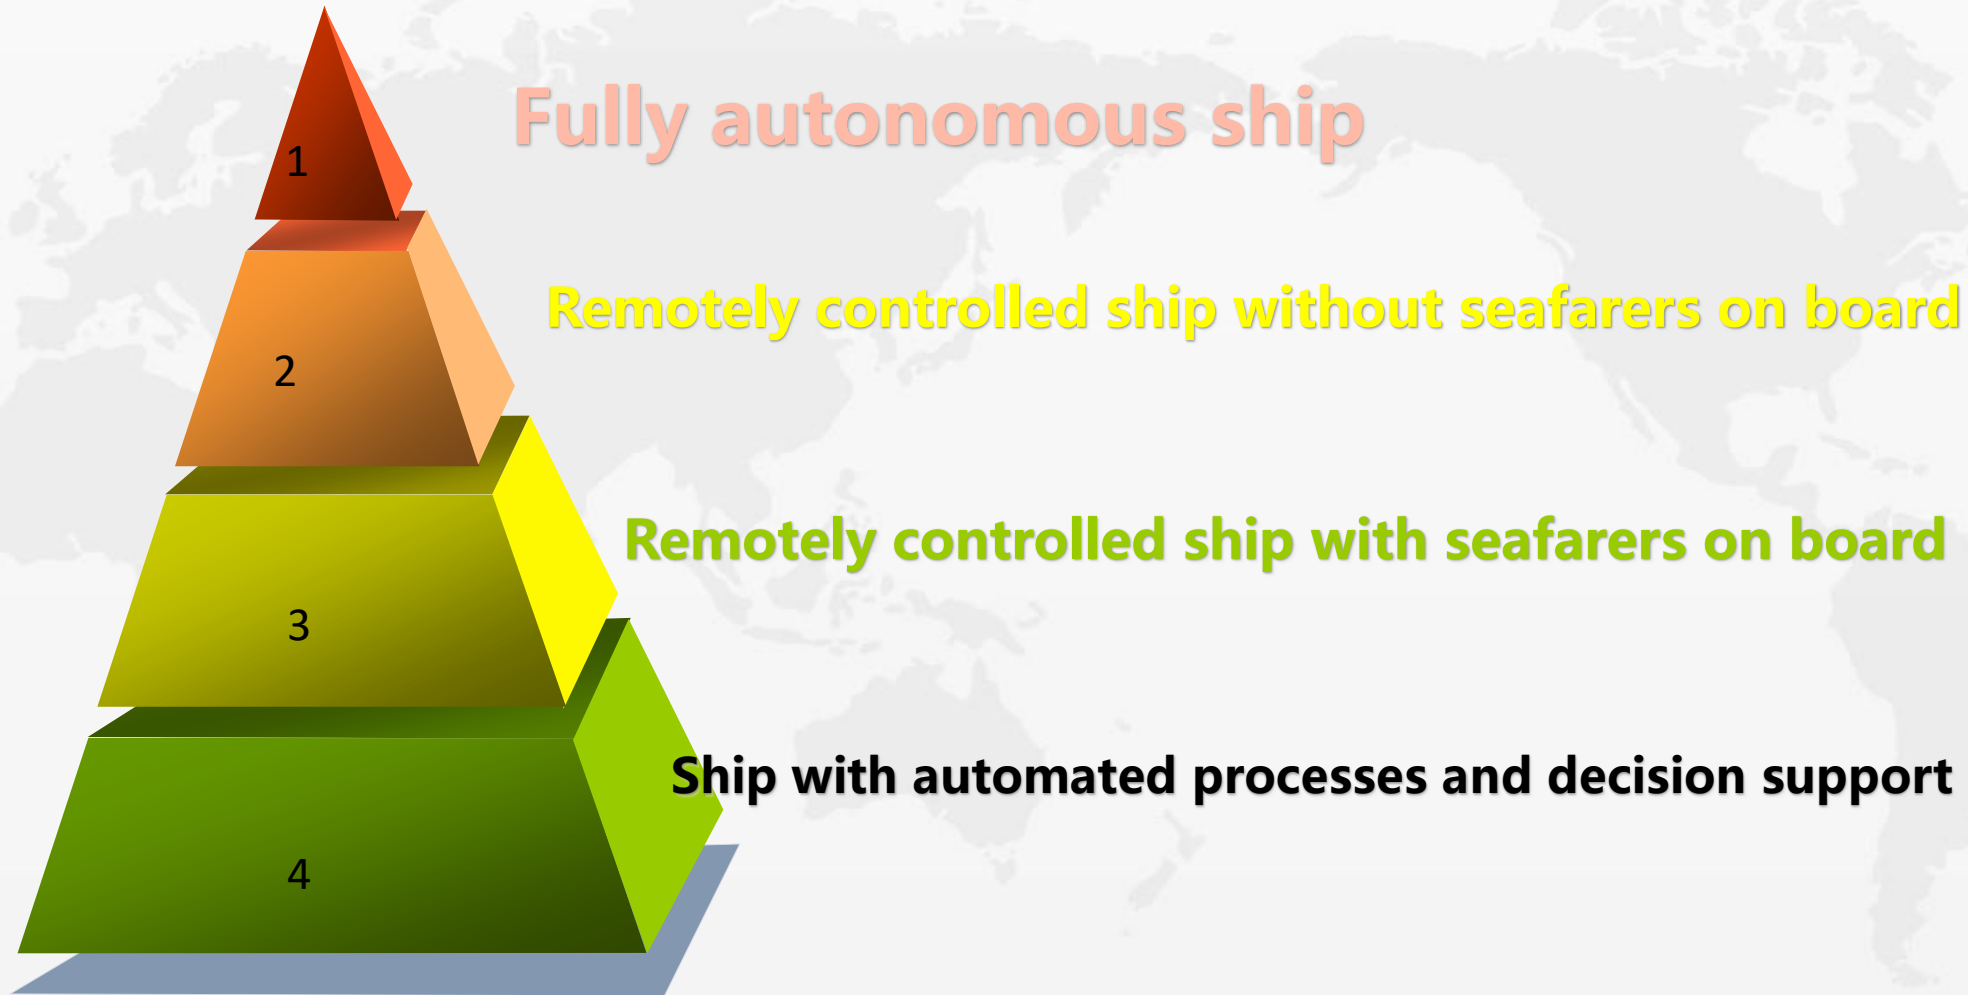 1
Fully autonomous ship
2
Remotely controlled ship without seafarers on board
3
Remotely controlled ship with seafarers on board
4
Ship with automated processes and decision support